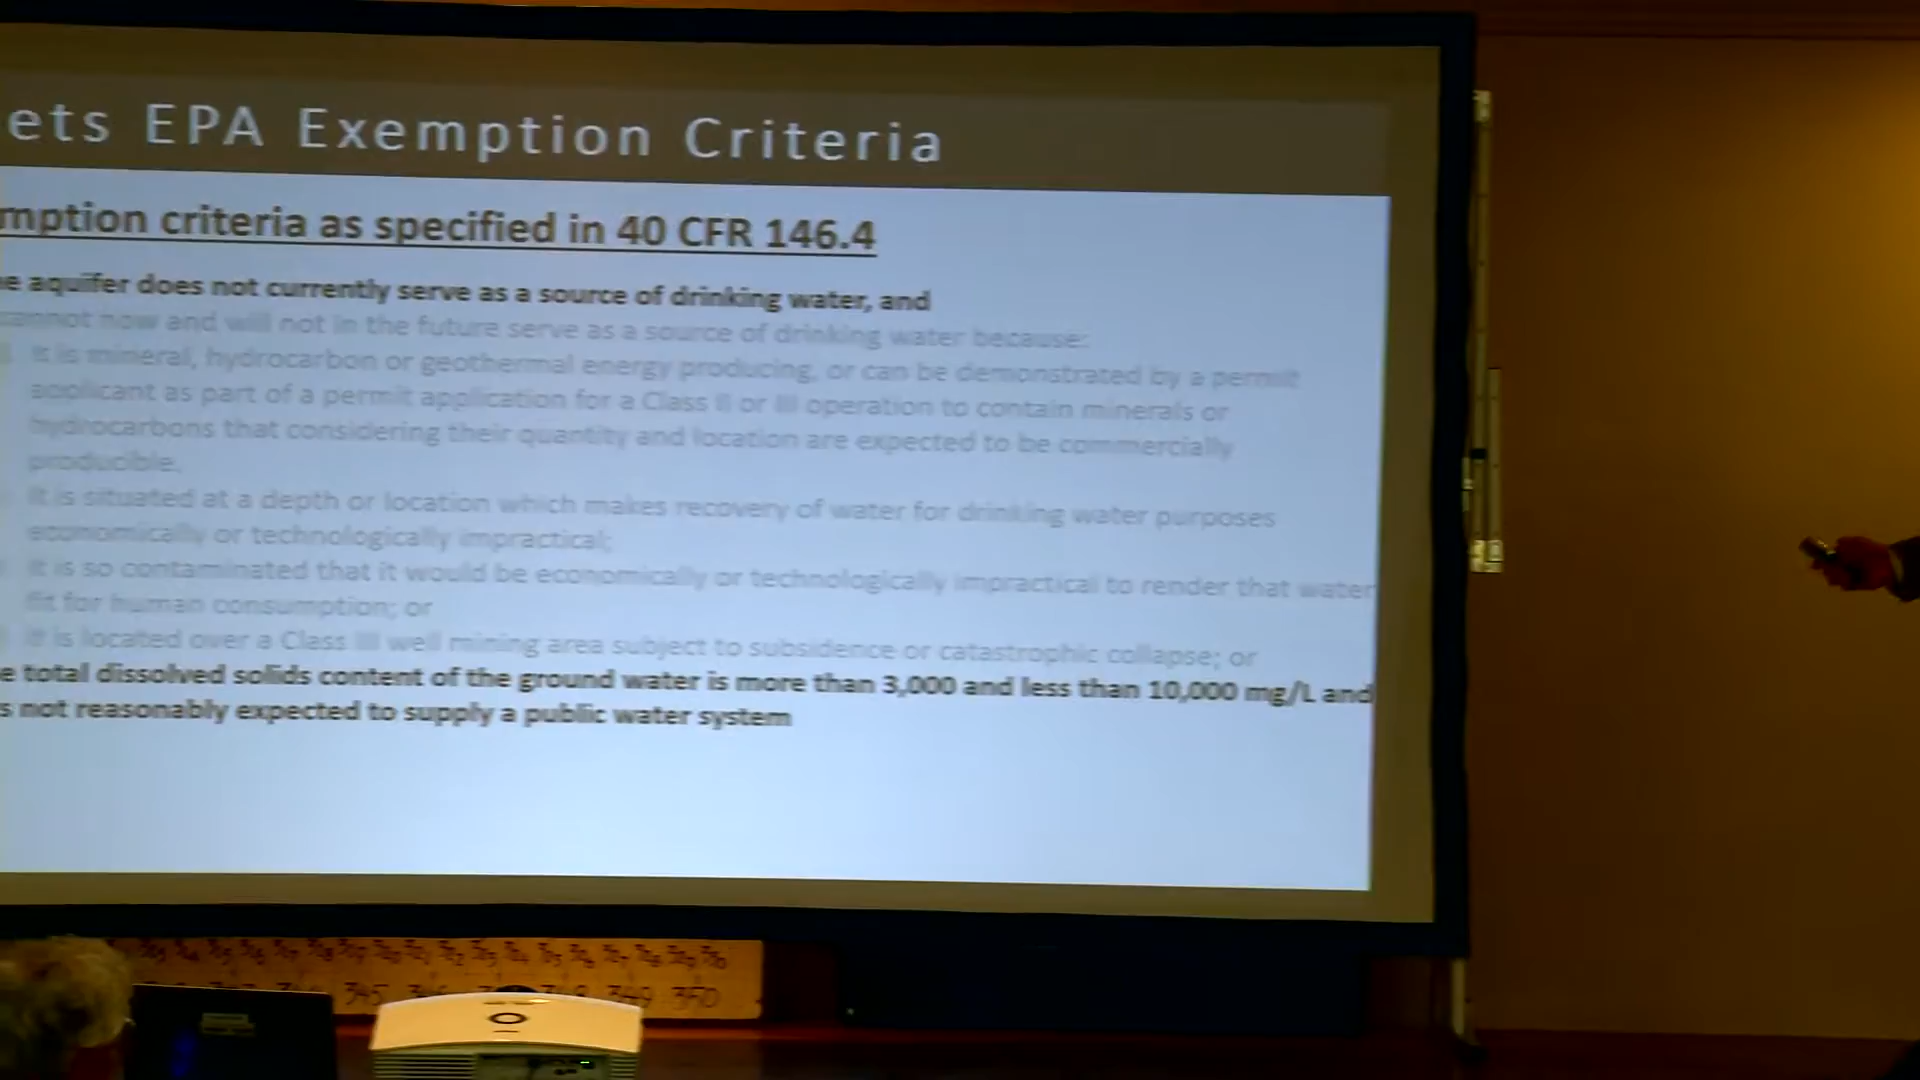 ets EPA Exemption Criteria
mption criteria as specified in 40 CFR 146.4
e aquifer does not currently serve as a source of drinking water, and
cannot now and will not in the future serve as a source of drinking water because:
It is mineral, hydrocarbon or geothermal energy producing, or can be demonstrated by a permit
applicant as part of a permit application for a Class II or III operation to contain minerals or
hydrocarbons that considering their quantity and location are expected to be commercially
producible.
It is situated at a depth or location which makes recovery of water for drinking water purposes
economically or technologically impractical;
It is so contaminated that it would be economically or technologically impractical to render that water
fit for human consumption; or
It is located over a Class III well mining area subject to subsidence or catastrophic collapse; or
e total dissolved solids content of the ground water is more than 3,000 and less than 10,000 mg/L and
s not reasonably expected to supply a public water system
345 349 350